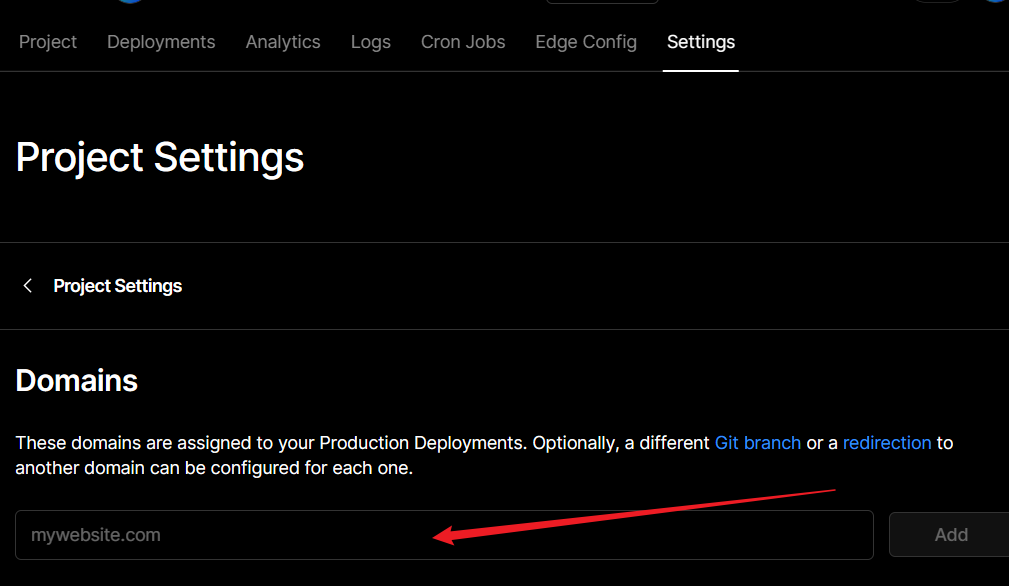 Project Deployments Analytics Logs Cron Jobs Edge Config Settings
Project Settings
Project Settings
Domains
These domains are assigned to your Production Deployments. Optionally, a different Git branch or a redirection to
another domain can be configured for each one.
mywebsite.com Add